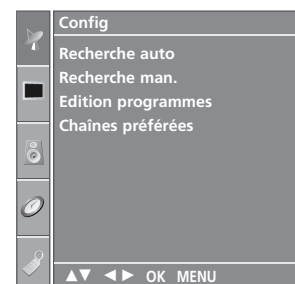 Config
Recherche auto
Recherche man.
Edition programmes
Chaînes préférées
▲▼ ◄► OK MENU